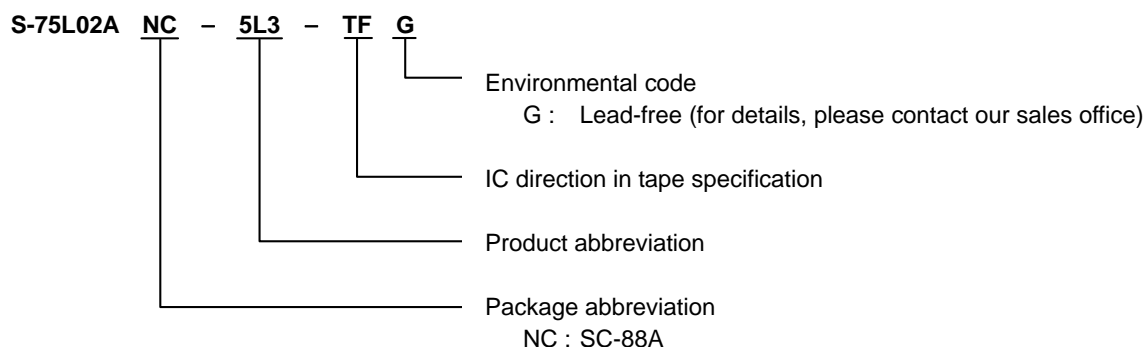 S-75L02A NC – 5L3 – TF G
Environmental code
G : Lead-free (for details, please contact our sales office)
IC direction in tape specification
Product abbreviation
Package abbreviation
NC : SC-88A